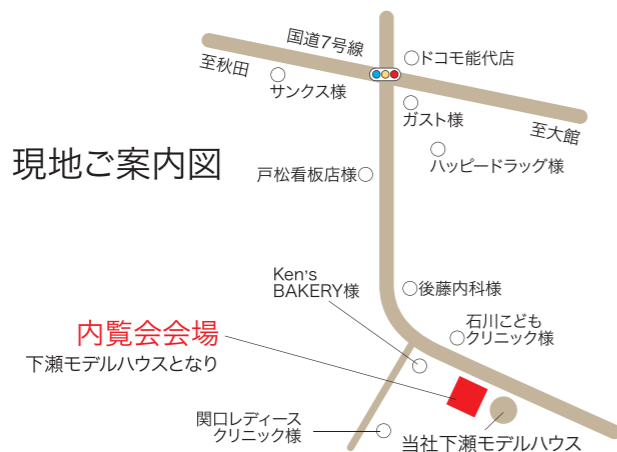 国道7号線
至秋田
サンクス様
ドコモ能代店
ガスト様
至大館
ハッピードラッグ様
現地ご案内図
戸松看板店様
Ken's
BAKERY様
後藤内科様
石川こども
クリニック様
内覧会会場
下瀬モデルハウスとなり
関口レディース
クリニック様
当社下瀬モデルハウス